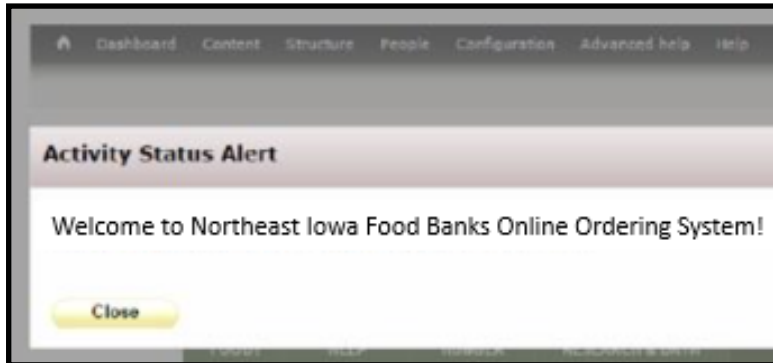 Dashboard Content Structure People Configuration Advanced help Help
Activity Status Alert
Welcome to Northeast Iowa Food Banks Online Ordering System!
Close